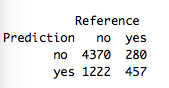 Reference
Prediction no yes
no 4370 280
yes 1222 457